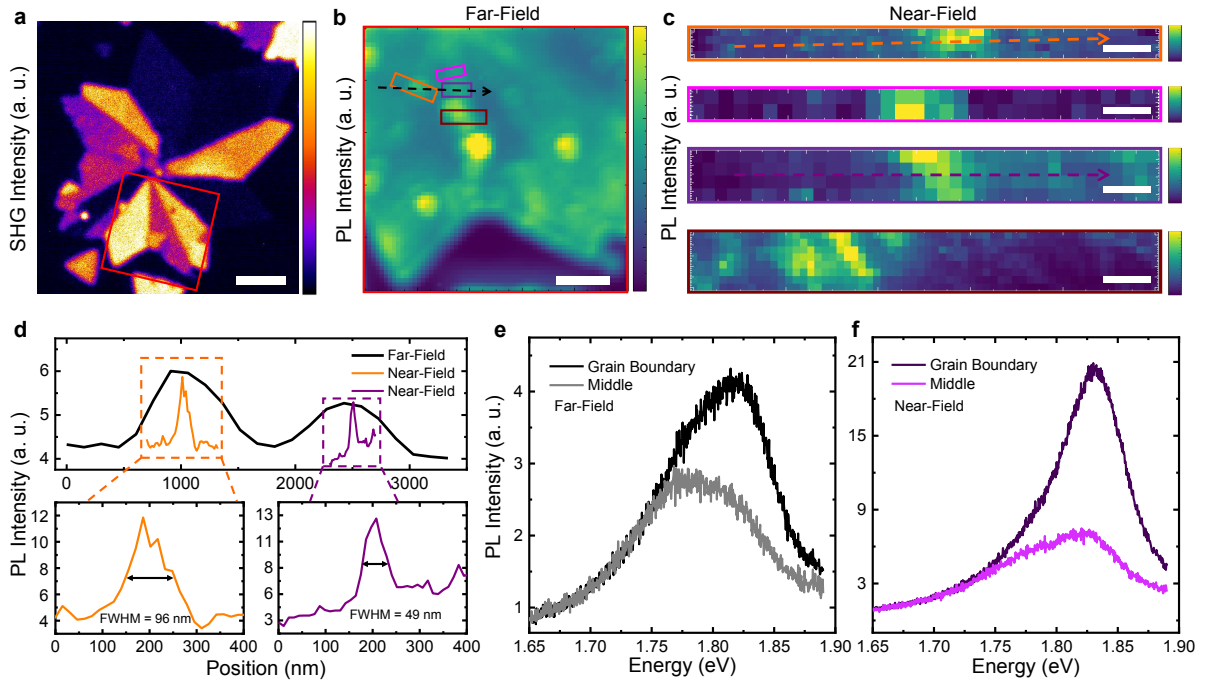 a
SHG Intensity (a. u.)
b
Far-Field
PL Intensity (a. u.)
c
Near-Field
PL Intensity (a. u.)
d
Far-Field
Near-Field
Near-Field
6
5
4
0
1000
2000
3000
PL Intensity (a. u.)
12
10
8
6
4
FWHM = 96 nm
0
100
200
300
400
13
11
8
6
3
FWHM = 49 nm
0
100
200
300
400
Position (nm)
e
Grain Boundary
Middle
Far-Field
4
3
2
1
PL Intensity (a. u.)
1.65
1.70
1.75
1.80
1.85
1.90
Energy (eV)
f
Grain Boundary
Middle
Near-Field
21
15
9
3
1.65
1.70
1.75
1.80
1.85
1.90
Energy (eV)